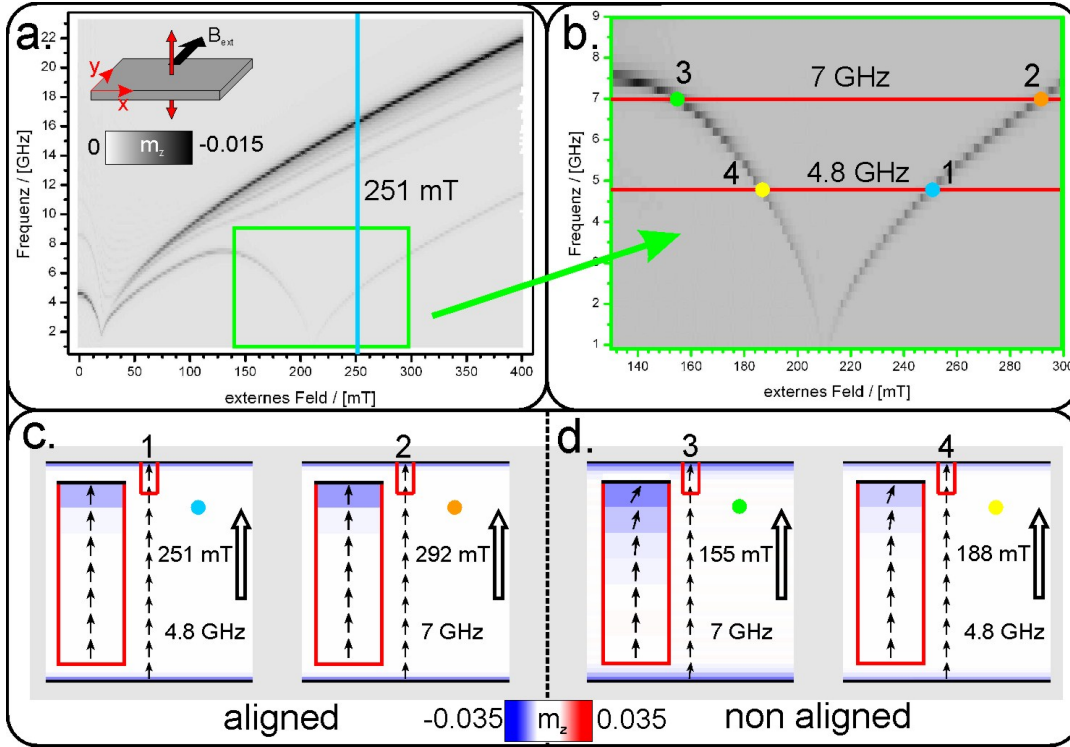 a.
B ext
y
x
0 m_z -0.015
251 mT
Frequenz / [GHz]
22
20
18
16
14
12
10
8
6
4
2
0 50 100 150 200 250 300 350 400
externes Feld / [mT]
b.
3 7 GHz 2
4 4.8 GHz 1
Frequenz / [GHz]
9
8
7
6
5
4
3
2
1
140 160 180 200 220 240 260 280 300
externes Feld / [mT]
c.
1
251 mT
4.8 GHz
2
292 mT
7 GHz
aligned
d.
3
155 mT
7 GHz
4
188 mT
4.8 GHz
non aligned
-0.035 m_z 0.035